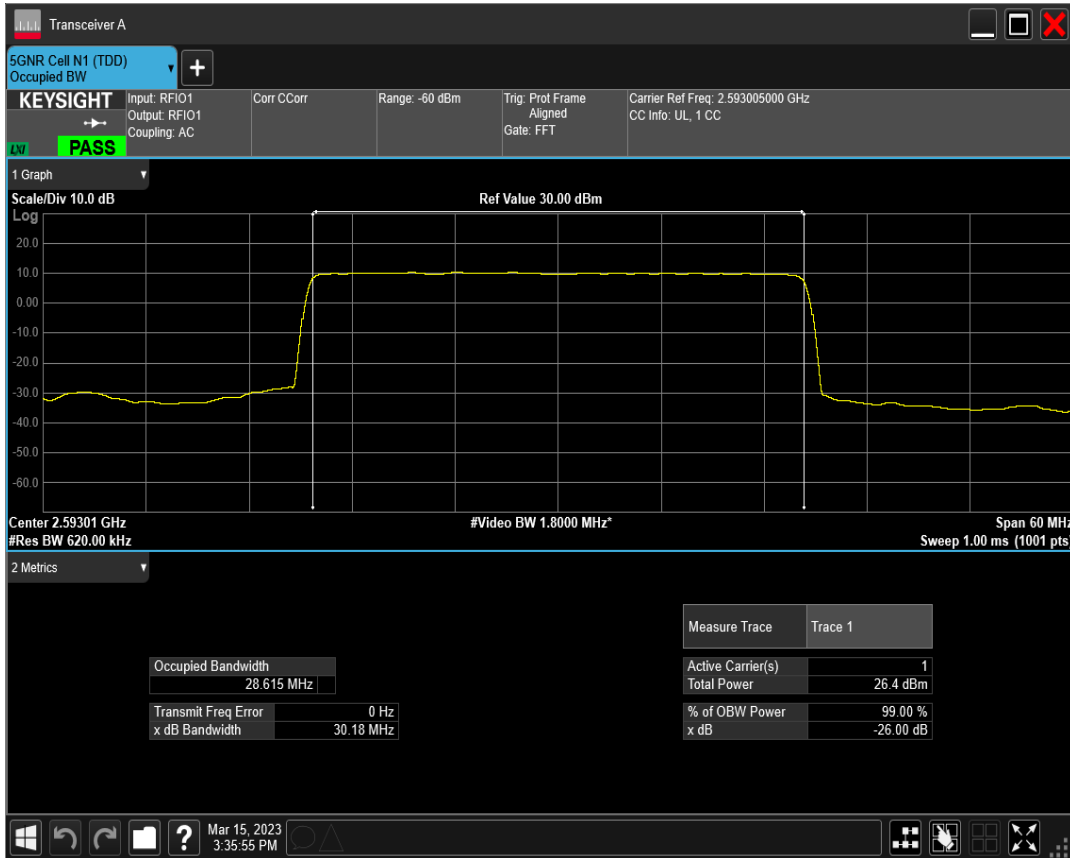 Transceiver A
5GNR Cell N1 (TDD)
Occupied BW
+
KEYSIGHT
LXI
PASS
Input: RFIO1
Output: RFIO1
Coupling: AC
Corr CCorr
Range: -60 dBm
Trig: Prot Frame
Aligned
Gate: FFT
Carrier Ref Freq: 2.593005000 GHz
CC Info: UL, 1 CC
1 Graph
Scale/Div 10.0 dB
Ref Value 30.00 dBm
Log
20.0
10.0
0.00
-10.0
-20.0
-30.0
-40.0
-50.0
-60.0
Center 2.59301 GHz
#Video BW 1.8000 MHz*
Span 60 MHz
#Res BW 620.00 kHz
Sweep 1.00 ms (1001 pts)
2 Metrics
Measure Trace Trace 1
Occupied Bandwidth
28.615 MHz
Active Carrier(s) 1
Total Power 26.4 dBm
Transmit Freq Error 0 Hz
x dB Bandwidth 30.18 MHz
% of OBW Power 99.00 %
x dB -26.00 dB
?
Mar 15, 2023
3:35:55 PM